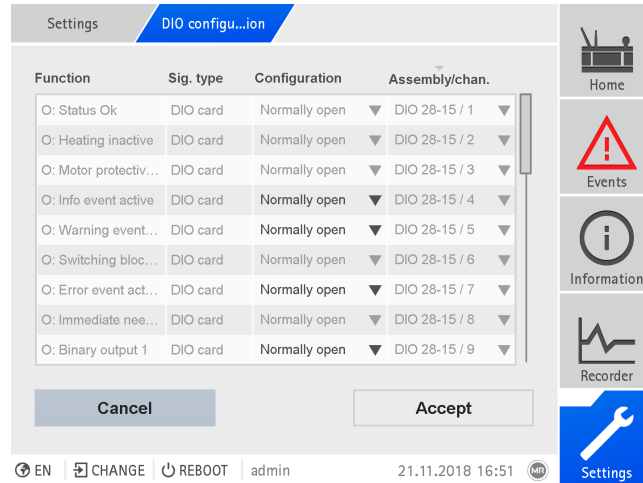 Settings
DIO configu...ion
Function Sig. type Configuration Assembly/chan.
O: Status Ok DIO card Normally open DIO 28-15 / 1
O: Heating inactive DIO card Normally open DIO 28-15 / 2
O: Motor protectiv... DIO card Normally open DIO 28-15 / 3
O: Info event active DIO card Normally open DIO 28-15 / 4
O: Warning event... DIO card Normally open DIO 28-15 / 5
O: Switching bloc... DIO card Normally open DIO 28-15 / 6
O: Error event act... DIO card Normally open DIO 28-15 / 7
O: Immediate nee... DIO card Normally open DIO 28-15 / 8
O: Binary output 1 DIO card Normally open DIO 28-15 / 9
Cancel
Accept
EN CHANGE REBOOT admin 21.11.2018 16:51 MR
Home
Events
Information
Recorder
Settings